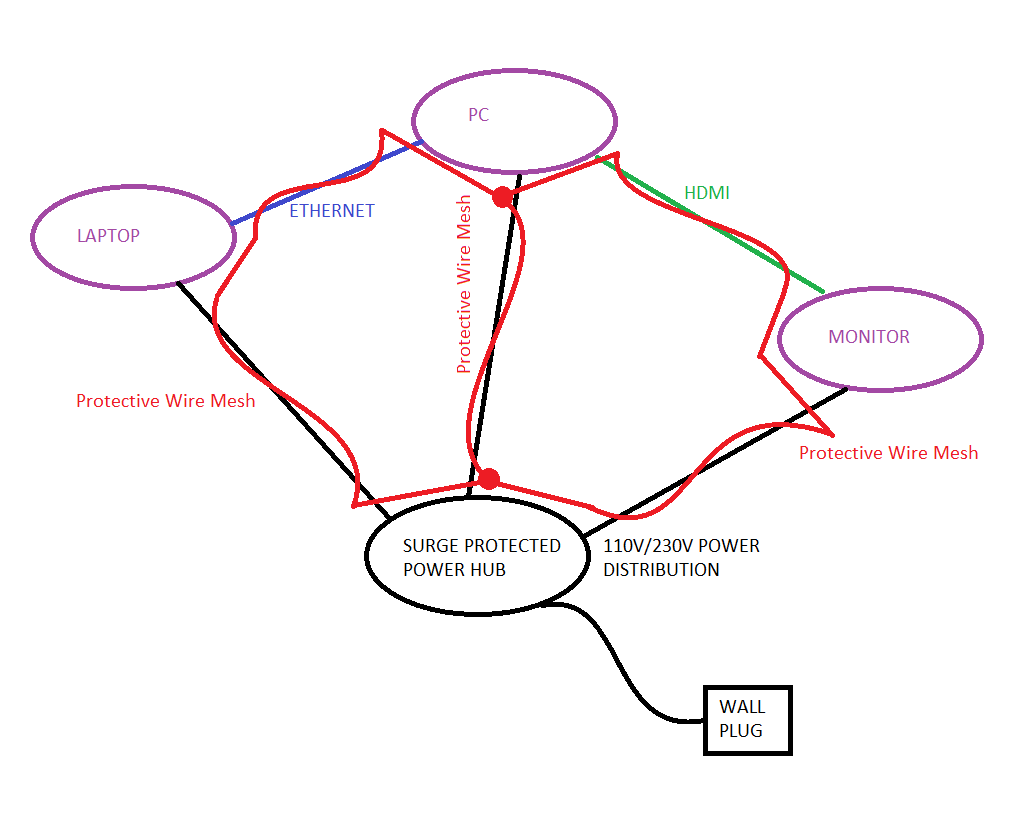 PC
HDMI
ETHERNET
LAPTOP
Protective Wire Mesh
MONITOR
Protective Wire Mesh
Protective Wire Mesh
SURGE PROTECTED
POWER HUB
110V/230V POWER
DISTRIBUTION
WALL
PLUG